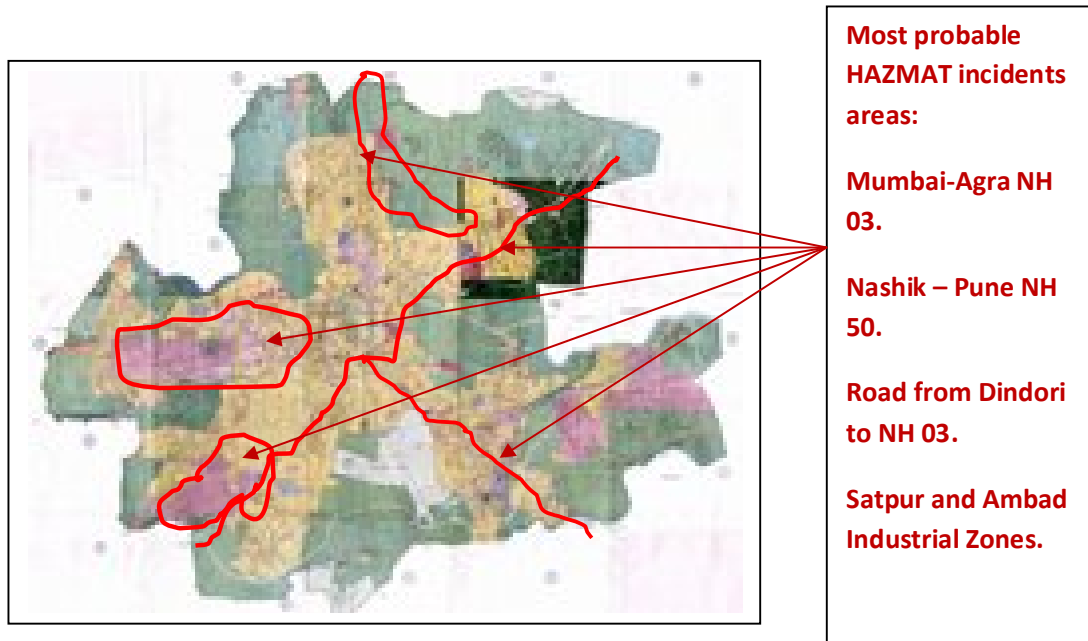 Most probable
HAZMAT incidents
areas:
Mumbai-Agra NH
03.
Nashik – Pune NH
50.
Road from Dindori
to NH 03.
Satpur and Ambad
Industrial Zones.